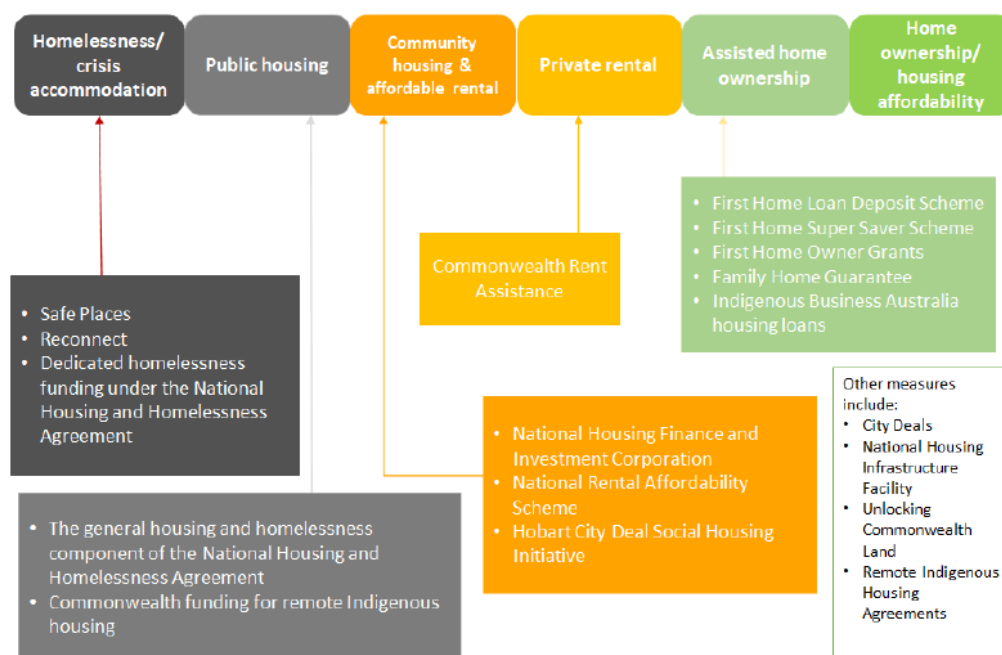 Homelessness/
crisis
accommodation
Public housing
Community
housing &
affordable rental
Private rental
Assisted home
ownership
Home
ownership/
housing
affordability
• First Home Loan Deposit Scheme
• First Home Super Saver Scheme
• First Home Owner Grants
• Family Home Guarantee
• Indigenous Business Australia
housing loans
Commonwealth Rent
Assistance
• Safe Places
• Reconnect
• Dedicated homelessness
funding under the National
Housing and Homelessness
Agreement
• National Housing Finance and
Investment Corporation
• National Rental Affordability
Scheme
• Hobart City Deal Social Housing
Initiative
Other measures
include:
• City Deals
• National Housing
Infrastructure
Facility
• Unlocking
Commonwealth
Land
• Remote Indigenous
Housing
Agreements
• The general housing and homelessness
component of the National Housing and
Homelessness Agreement
• Commonwealth funding for remote Indigenous
housing